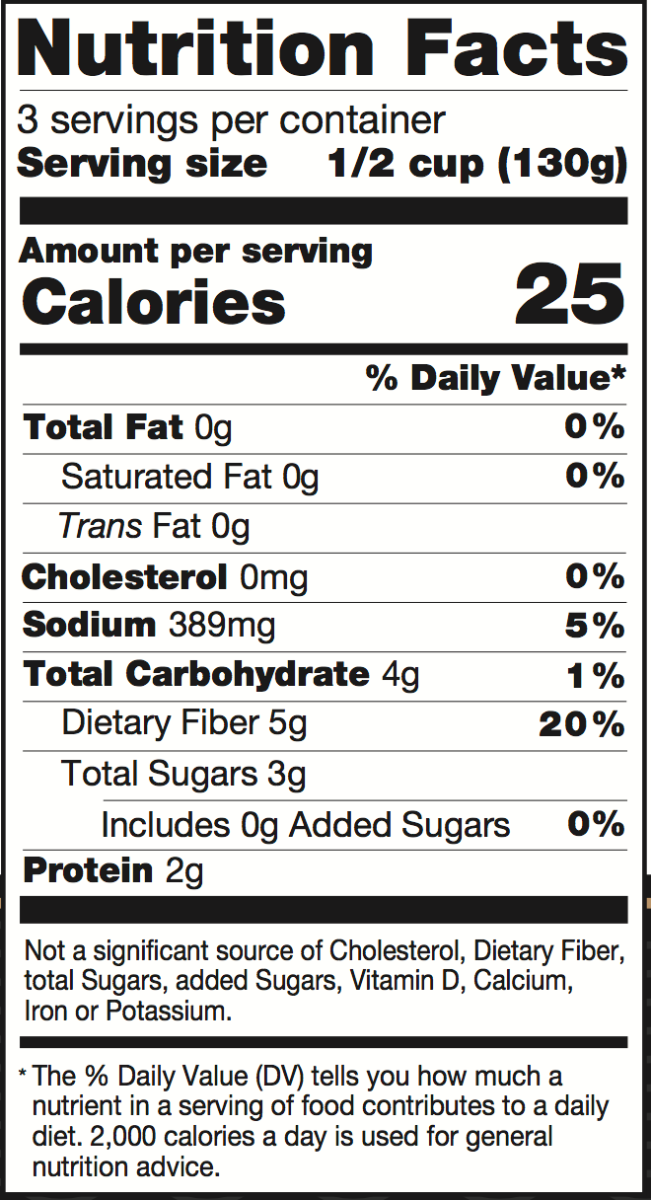 Nutrition Facts
3 servings per container
Serving size 1/2 cup (130g)
Amount per serving
Calories 25
% Daily Value*
Total Fat 0g 0%
Saturated Fat 0g 0%
Trans Fat 0g
Cholesterol 0mg 0%
Sodium 389mg 5%
Total Carbohydrate 4g 1%
Dietary Fiber 5g 20%
Total Sugars 3g
Includes 0g Added Sugars 0%
Protein 2g
Not a significant source of Cholesterol, Dietary Fiber,
total Sugars, added Sugars, Vitamin D, Calcium,
Iron or Potassium.
* The % Daily Value (DV) tells you how much a
nutrient in a serving of food contributes to a daily
diet. 2,000 calories a day is used for general
nutrition advice.